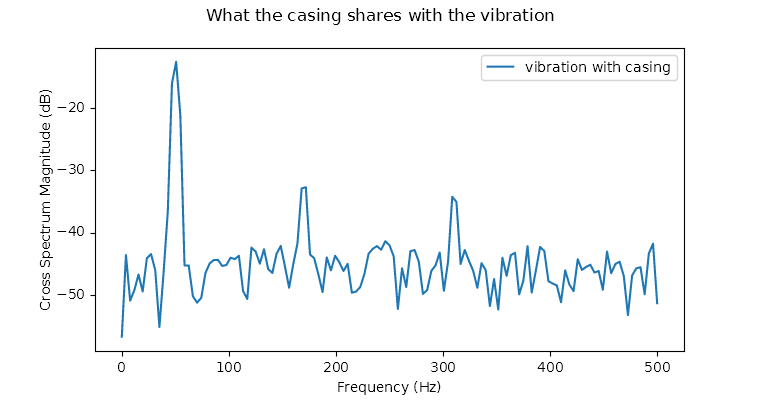 What the casing shares with the vibration
vibration with casing
Cross Spectrum Magnitude (dB)
−20
−30
−40
−50
0 100 200 300 400 500
Frequency (Hz)